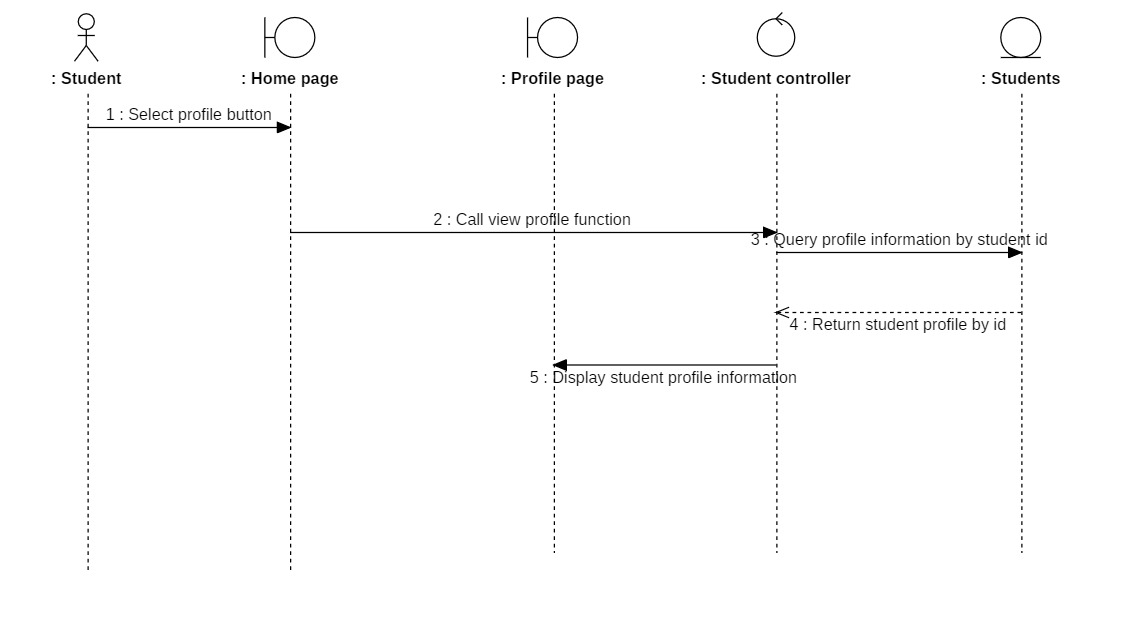 : Student
: Home page
: Profile page
: Student controller
: Students
1 : Select profile button
2 : Call view profile function
3 : Query profile information by student id
4 : Return student profile by id
5 : Display student profile information